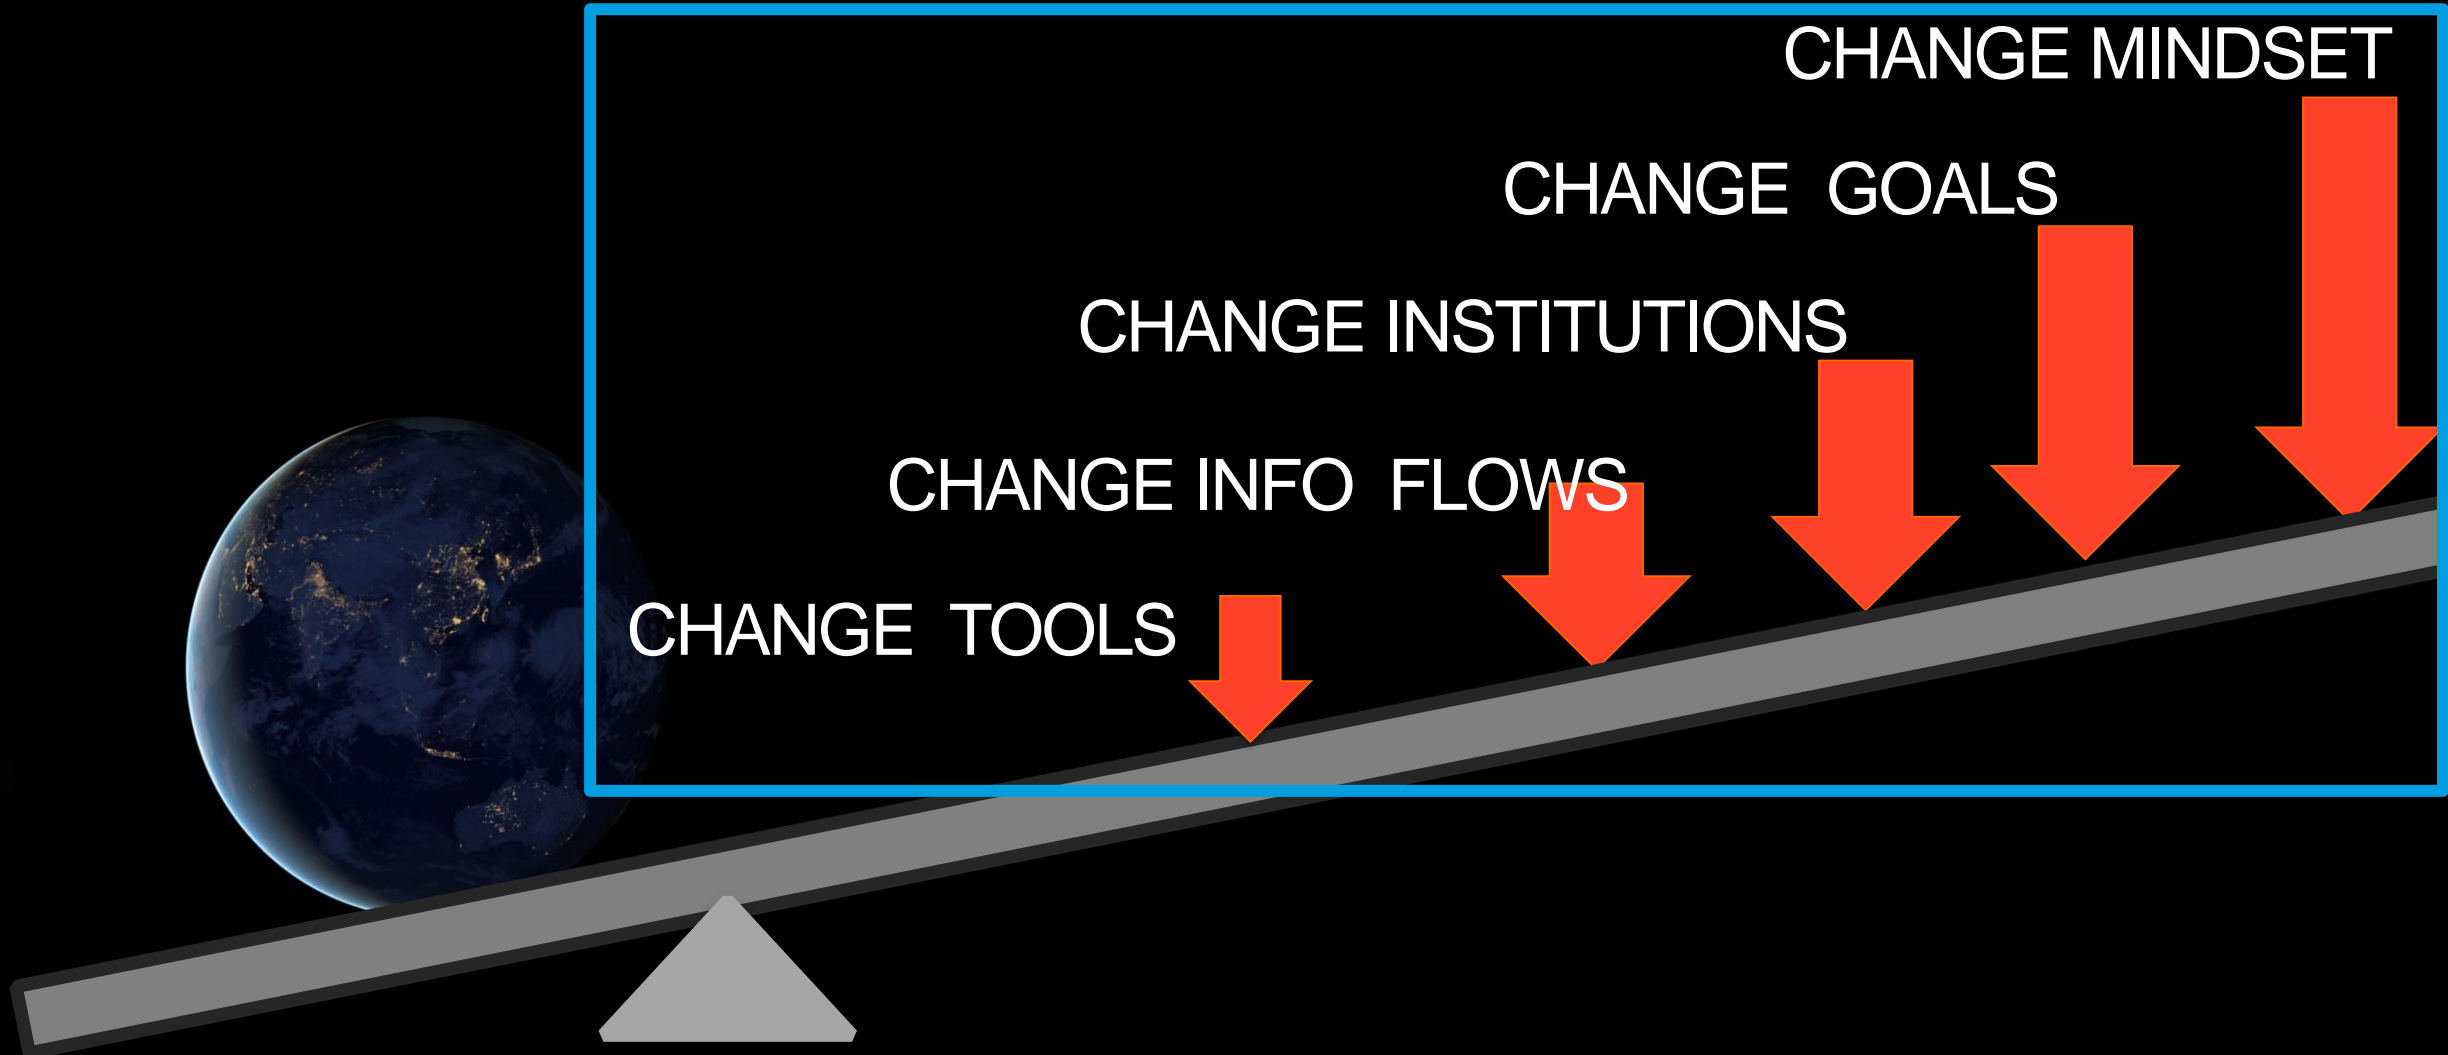 CHANGE MINDSET
CHANGE GOALS
CHANGE INSTITUTIONS
CHANGE INFO FLOWS
CHANGE TOOLS